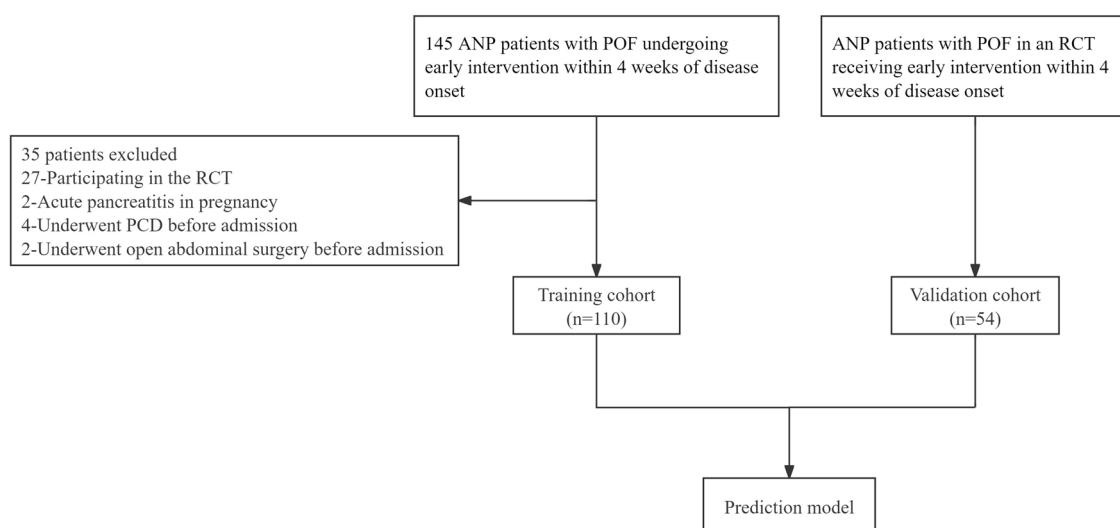 145 ANP patients with POF undergoing
early intervention within 4 weeks of disease
onset
ANP patients with POF in an RCT
receiving early intervention within 4
weeks of disease onset
35 patients excluded
27-Participating in the RCT
2-Acute pancreatitis in pregnancy
4-Underwent PCD before admission
2-Underwent open abdominal surgery before admission
Training cohort
(n=110)
Validation cohort
(n=54)
Prediction model